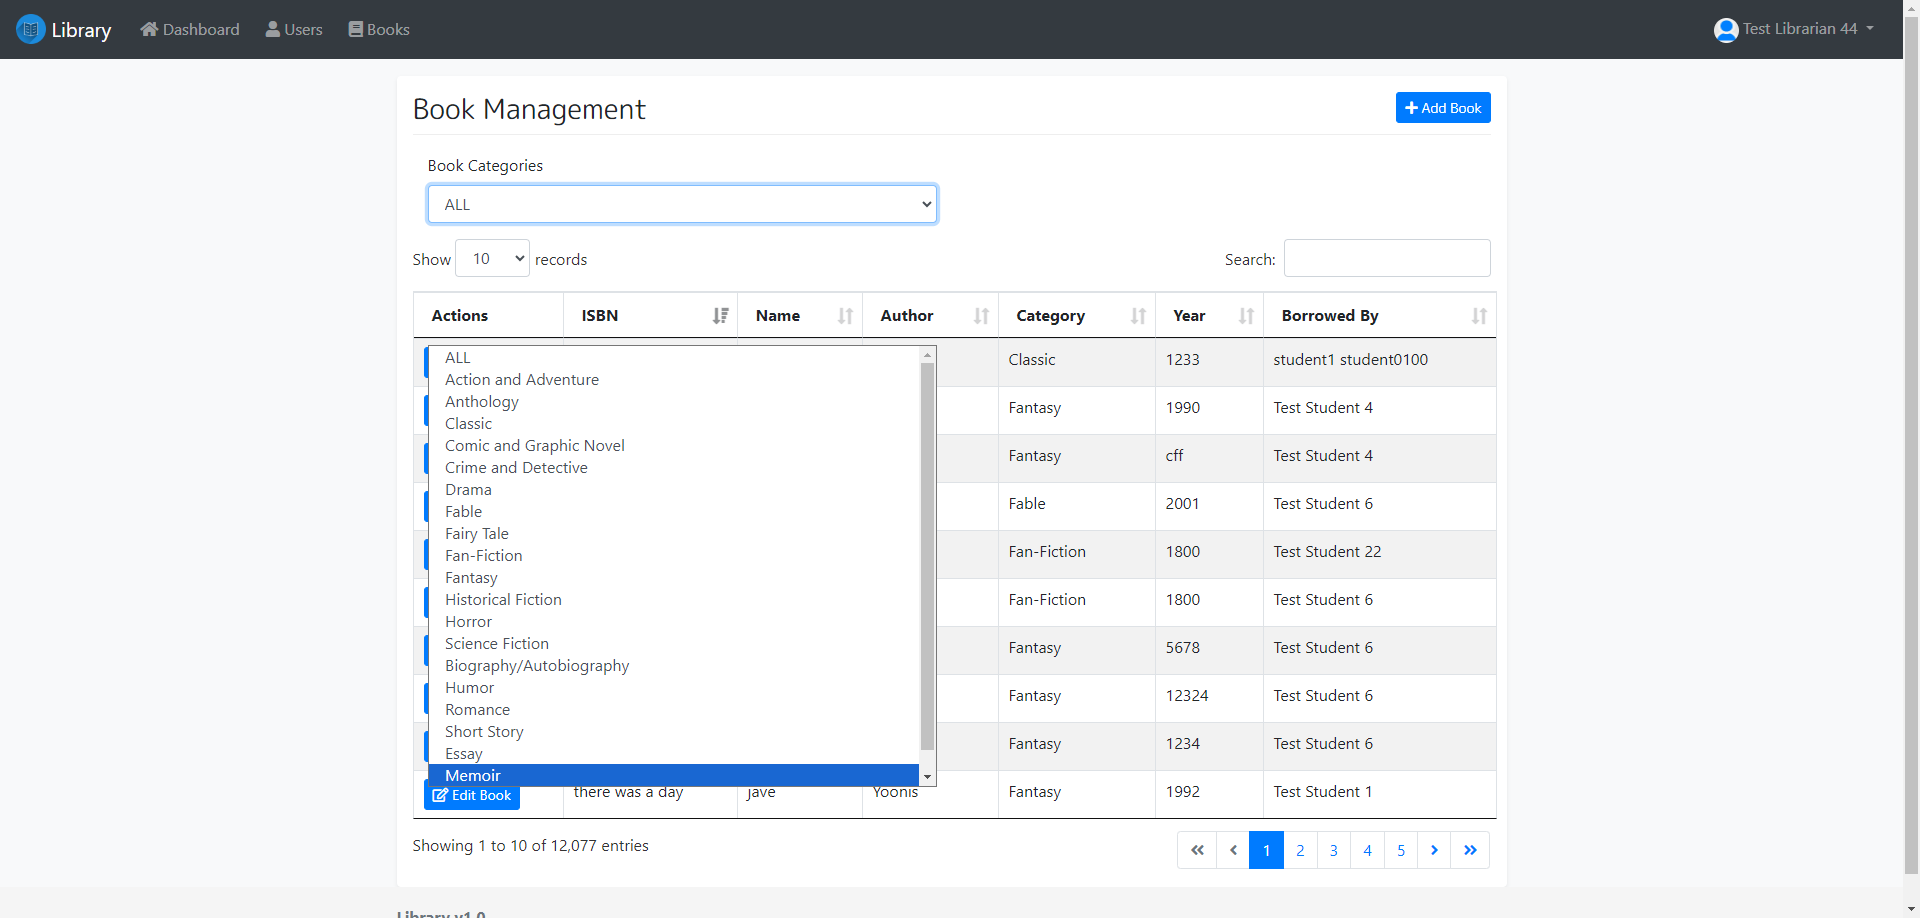 Library Dashboard Users Books Test Librarian 44
Book Management
Add Book
Book Categories
ALL
Show 10 records Search:
Actions ISBN Name Author Category Year Borrowed By
ALL
Action and Adventure
Anthology
Classic
Comic and Graphic Novel
Crime and Detective
Drama
Fable
Fairy Tale
Fan-Fiction
Fantasy
Historical Fiction
Horror
Science Fiction
Biography/Autobiography
Humor
Romance
Short Story
Essay
Memoir
Classic 1233 student1 student0100
Fantasy 1990 Test Student 4
Fantasy cff Test Student 4
Fable 2001 Test Student 6
Fan-Fiction 1800 Test Student 22
Fan-Fiction 1800 Test Student 6
Fantasy 5678 Test Student 6
Fantasy 12324 Test Student 6
Fantasy 1234 Test Student 6
Edit Book there was a day jave Yoonis Fantasy 1992 Test Student 1
Showing 1 to 10 of 12,077 entries
« ‹ 1 2 3 4 5 › »
Library v1.0